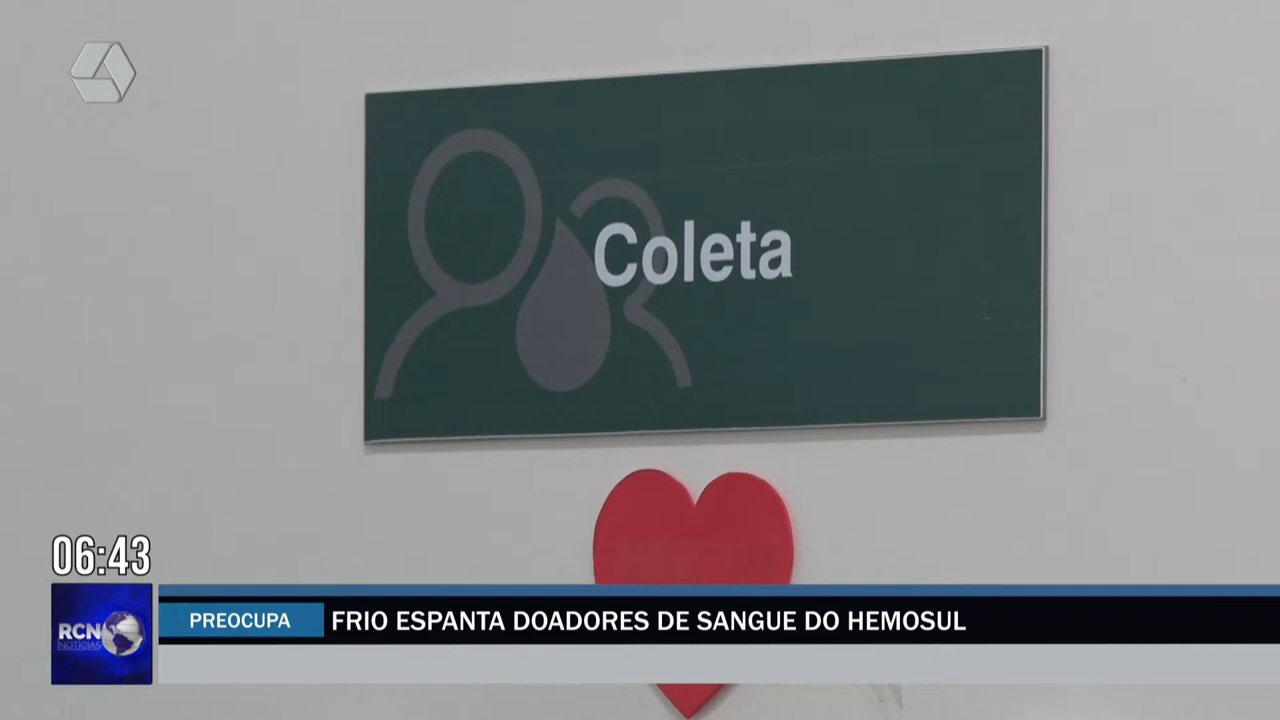 Coleta
06:43
RCN
NOTÍCIAS
PREOCUPA
FRIO ESPANTA DOADORES DE SANGUE DO HEMOSUL